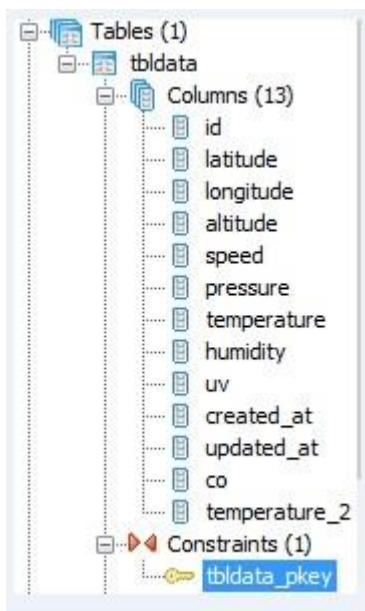 Tables (1)
tbldata
Columns (13)
id
latitude
longitude
altitude
speed
pressure
temperature
humidity
uv
created_at
updated_at
co
temperature_2
Constraints (1)
tbldata_pkey